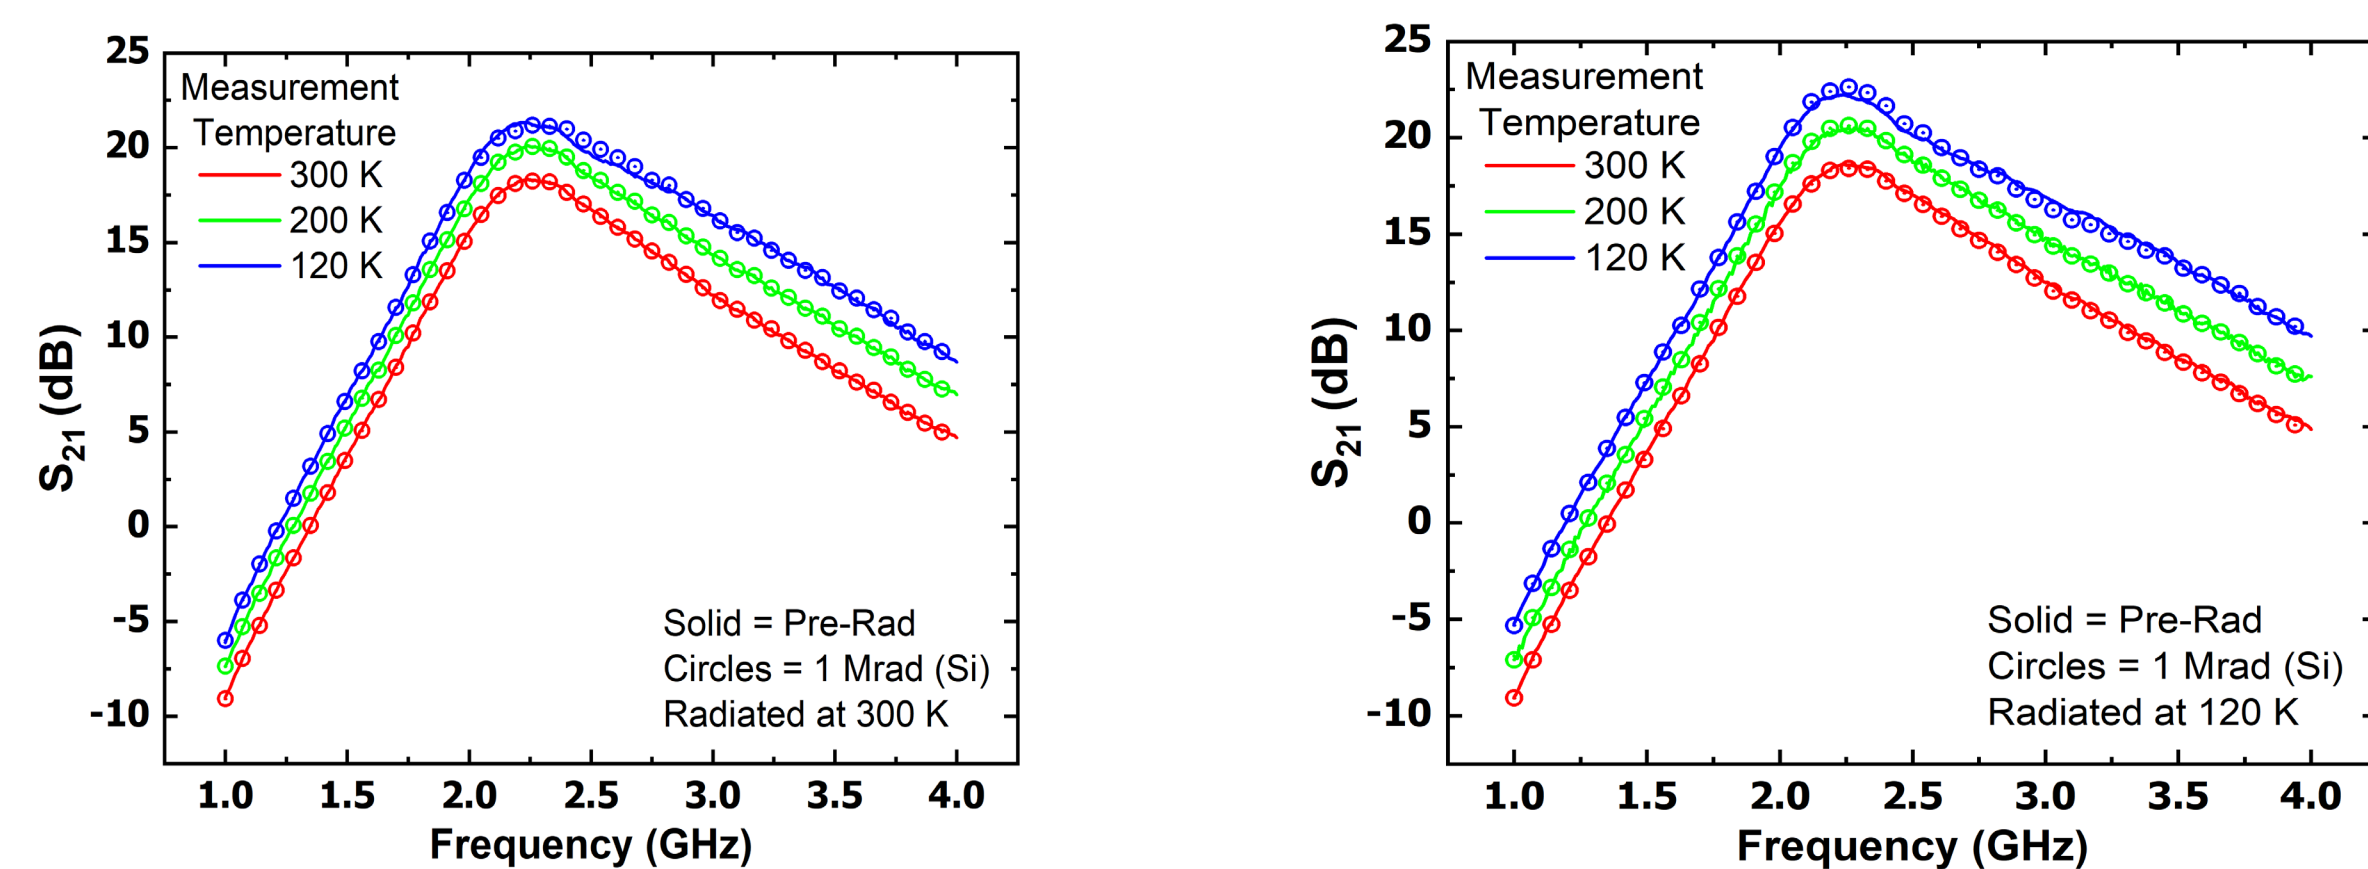 25
20
15
10
5
0
-5
-10
S21 (dB)
Measurement
Temperature
300 K
200 K
120 K
Solid = Pre-Rad
Circles = 1 Mrad (Si)
Radiated at 300 K
1.0 1.5 2.0 2.5 3.0 3.5 4.0
Frequency (GHz)
25
20
15
10
5
0
-5
-10
S21 (dB)
Measurement
Temperature
300 K
200 K
120 K
Solid = Pre-Rad
Circles = 1 Mrad (Si)
Radiated at 120 K
1.0 1.5 2.0 2.5 3.0 3.5 4.0
Frequency (GHz)